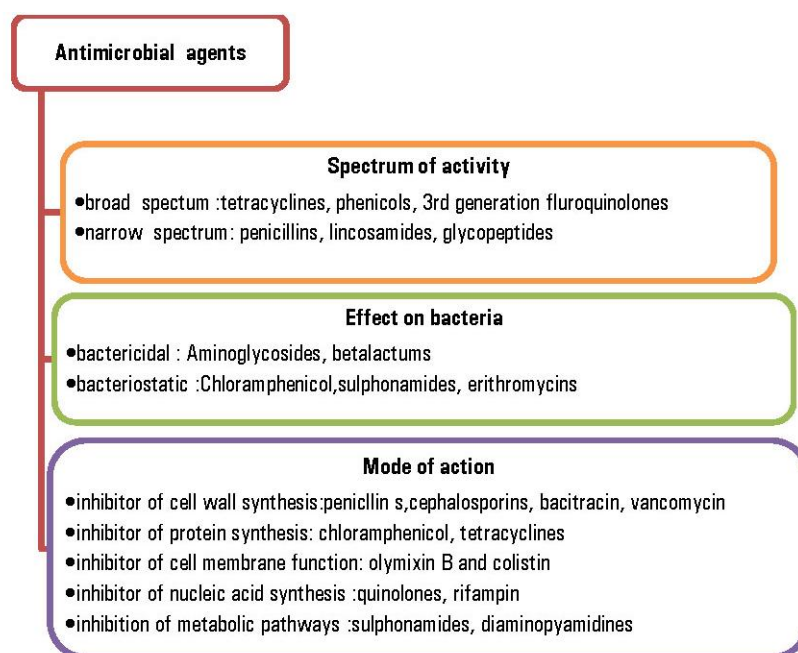 Antimicrobial agents
Spectrum of activity
•broad spectum :tetracyclines, phenicols, 3rd generation fluroquinolones
•narrow spectrum: penicillins, lincosamides, glycopeptides
Effect on bacteria
•bactericidal : Aminoglycosides, betalactums
•bacteriostatic :Chloramphenicol,sulphonamides, erithromycins
Mode of action
•inhibitor of cell wall synthesis:penicllin s,cephalosporins, bacitracin, vancomycin
•inhibitor of protein synthesis: chloramphenicol, tetracyclines
•inhibitor of cell membrane function: olymixin B and colistin
•inhibitor of nucleic acid synthesis :quinolones, rifampin
•inhibition of metabolic pathways :sulphonamides, diaminopyamidines